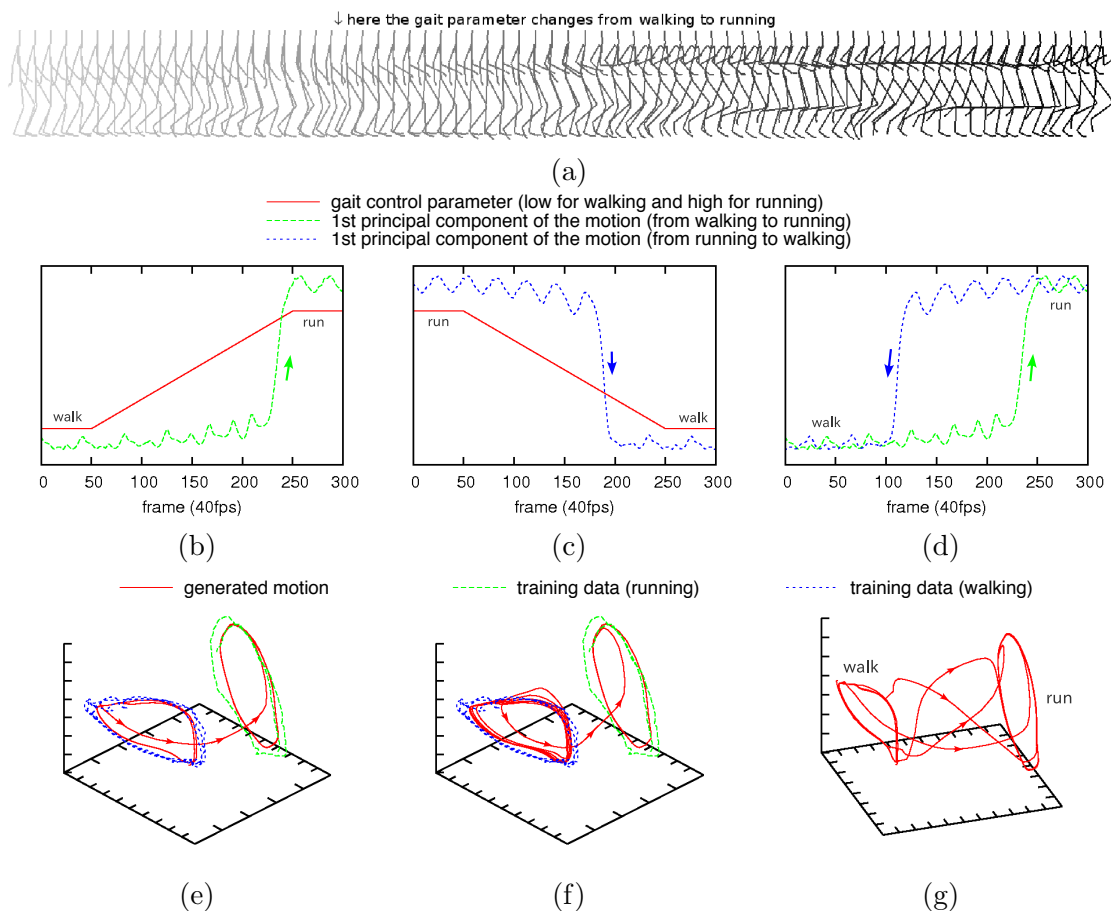 ↓ here the gait parameter changes from walking to running
(a)
gait control parameter (low for walking and high for running)
1st principal component of the motion (from walking to running)
1st principal component of the motion (from running to walking)
walk
run
0 50 100 150 200 250 300
frame (40fps)
(b)
run
walk
0 50 100 150 200 250 300
frame (40fps)
(c)
run
walk
0 50 100 150 200 250 300
frame (40fps)
(d)
generated motion
training data (running)
training data (walking)
(e)
(f)
walk
run
(g)